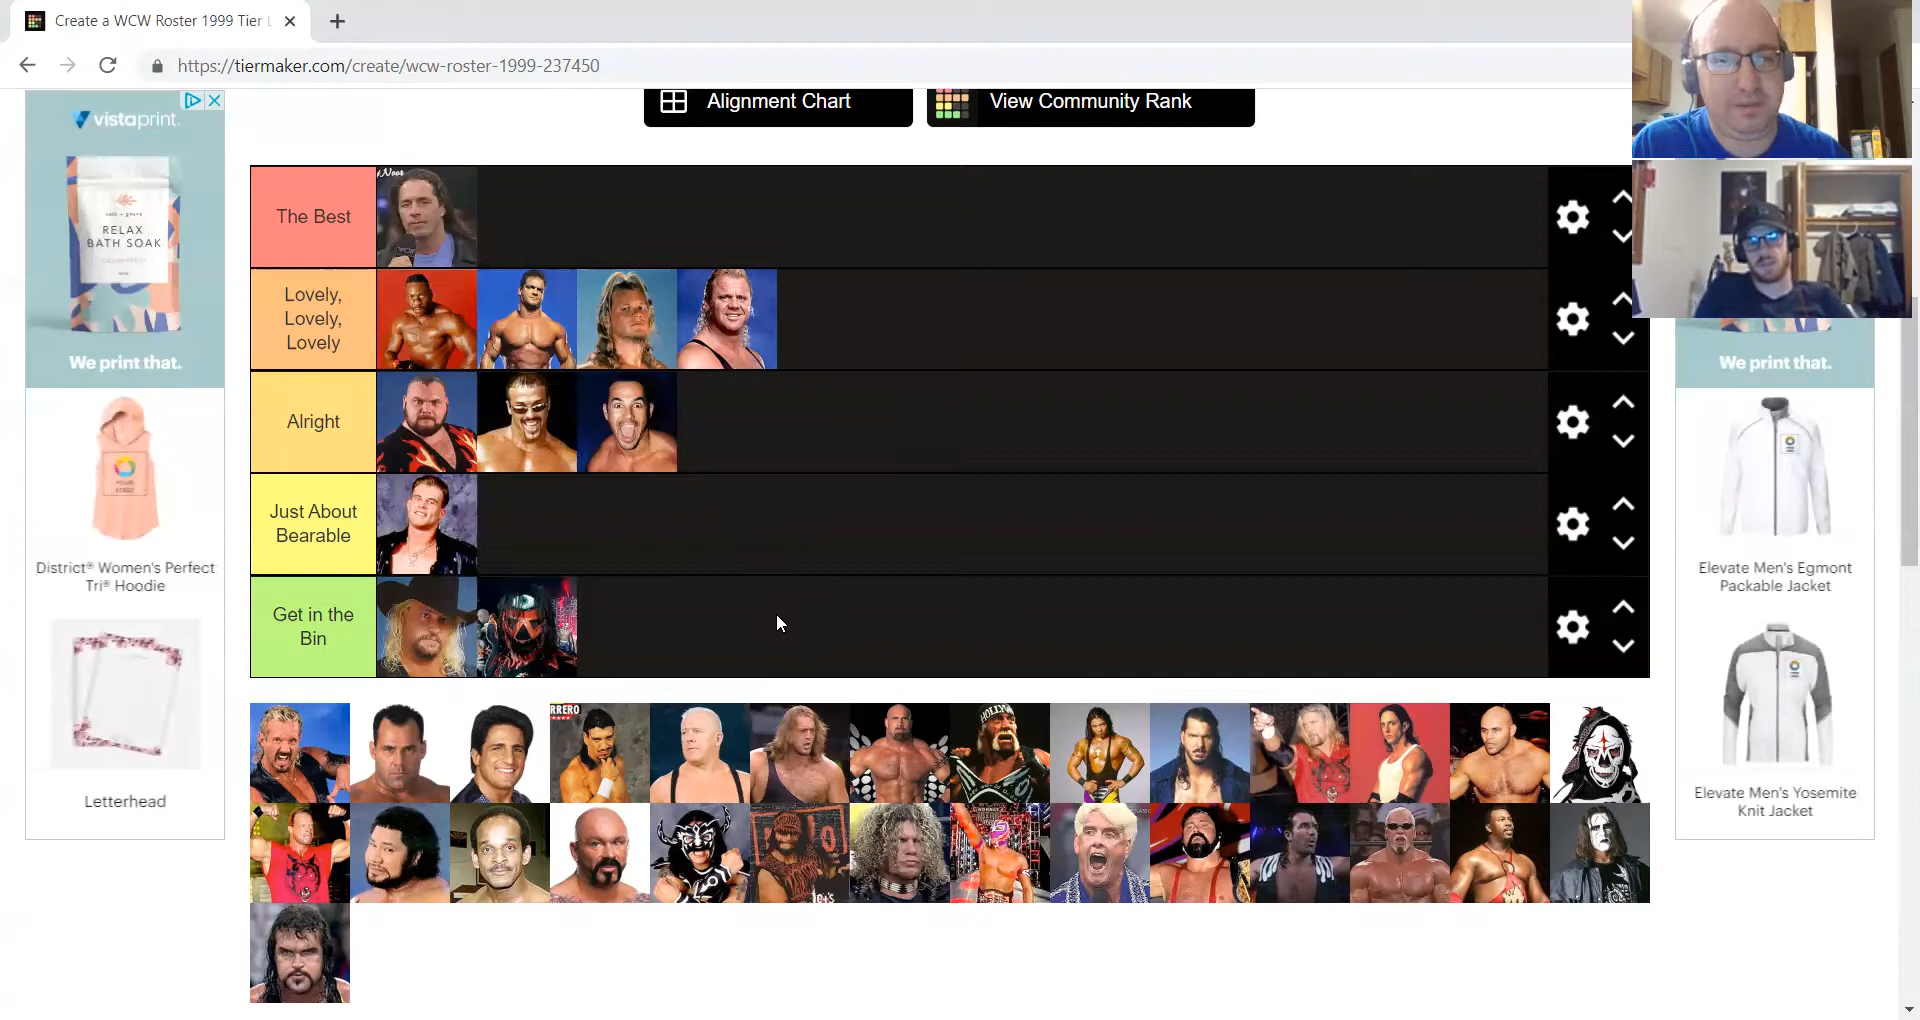 Create a WCW Roster 1999 Tier L
https://tiermaker.com/create/wcw-roster-1999-237450
Alignment Chart
View Community Rank
vistaprint.
RELAX
BATH SOAK
We print that.
District® Women's Perfect
Tri® Hoodie
Letterhead
The Best
Lovely,
Lovely,
Lovely
Alright
Just About
Bearable
Get in the
Bin
RRERO
HOLLYW
We print that.
Elevate Men's Egmont
Packable Jacket
Elevate Men's Yosemite
Knit Jacket